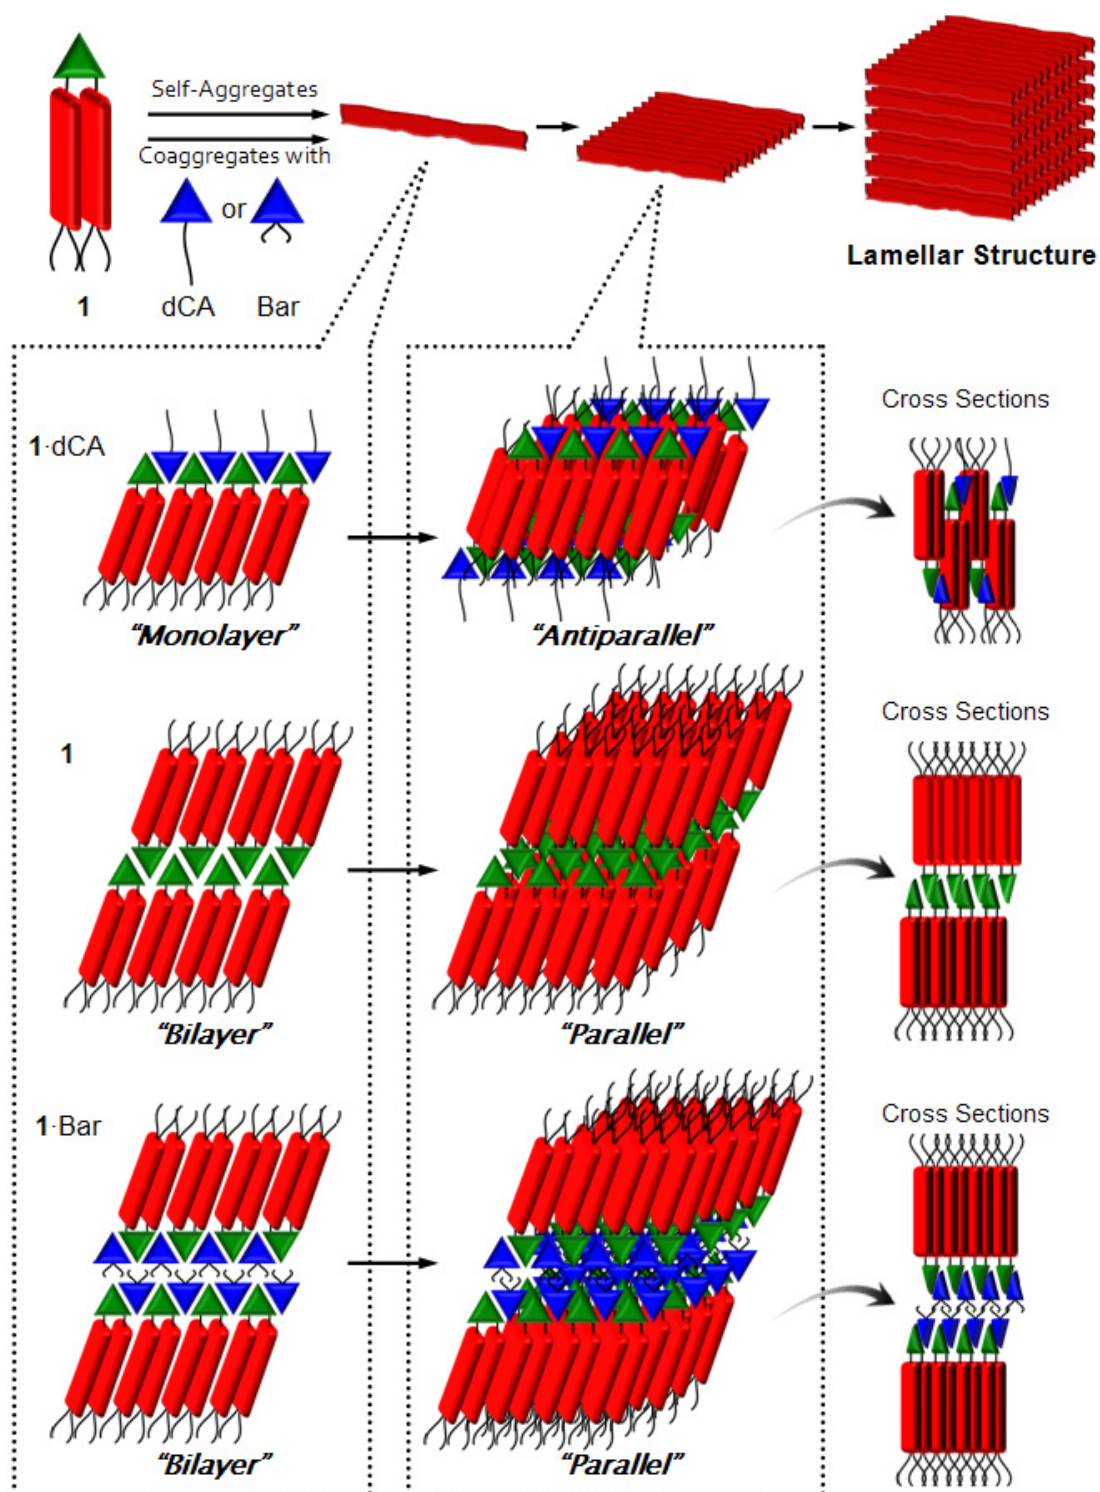 Self-Aggregates
Coaggregates with
or
1
dCA
Bar
Lamellar Structure
1·dCA
Cross Sections
“Monolayer”
“Antiparallel”
1
Cross Sections
“Bilayer”
“Parallel”
1·Bar
Cross Sections
“Bilayer”
“Parallel”